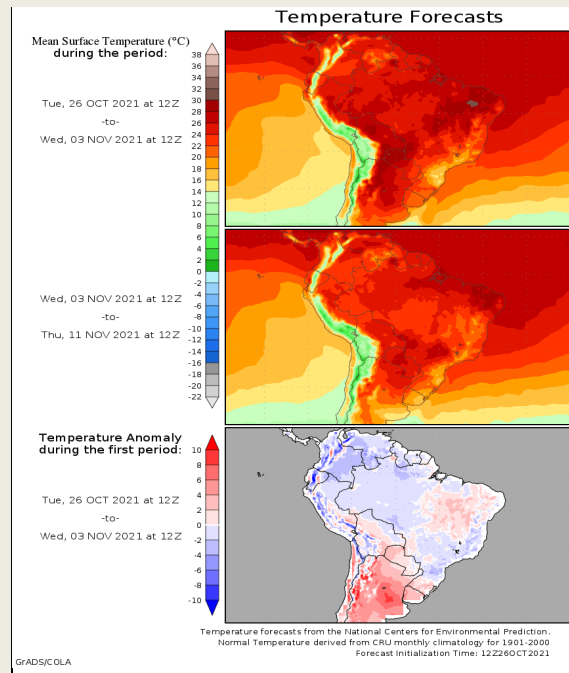 Temperature Forecasts
Mean Surface Temperature (°C)
during the period:
Tue, 26 OCT 2021 at 12Z
-to-
Wed, 03 NOV 2021 at 12Z
38
36
34
32
30
28
26
24
22
20
18
16
14
12
10
8
6
4
2
0
-2
-4
-6
-8
-10
-12
-14
-16
-18
-20
-22
Wed, 03 NOV 2021 at 12Z
-to-
Thu, 11 NOV 2021 at 12Z
Temperature Anomaly
during the first period:
Tue, 26 OCT 2021 at 12Z
-to-
Wed, 03 NOV 2021 at 12Z
10
8
6
4
2
0
-2
-4
-6
-8
-10
Temperature forecasts from the National Centers for Environmental Prediction.
Normal Temperature derived from CRU monthly climatology for 1901-2000
Forecast Initialization Time: 12Z26OCT2021
GrADS/COLA